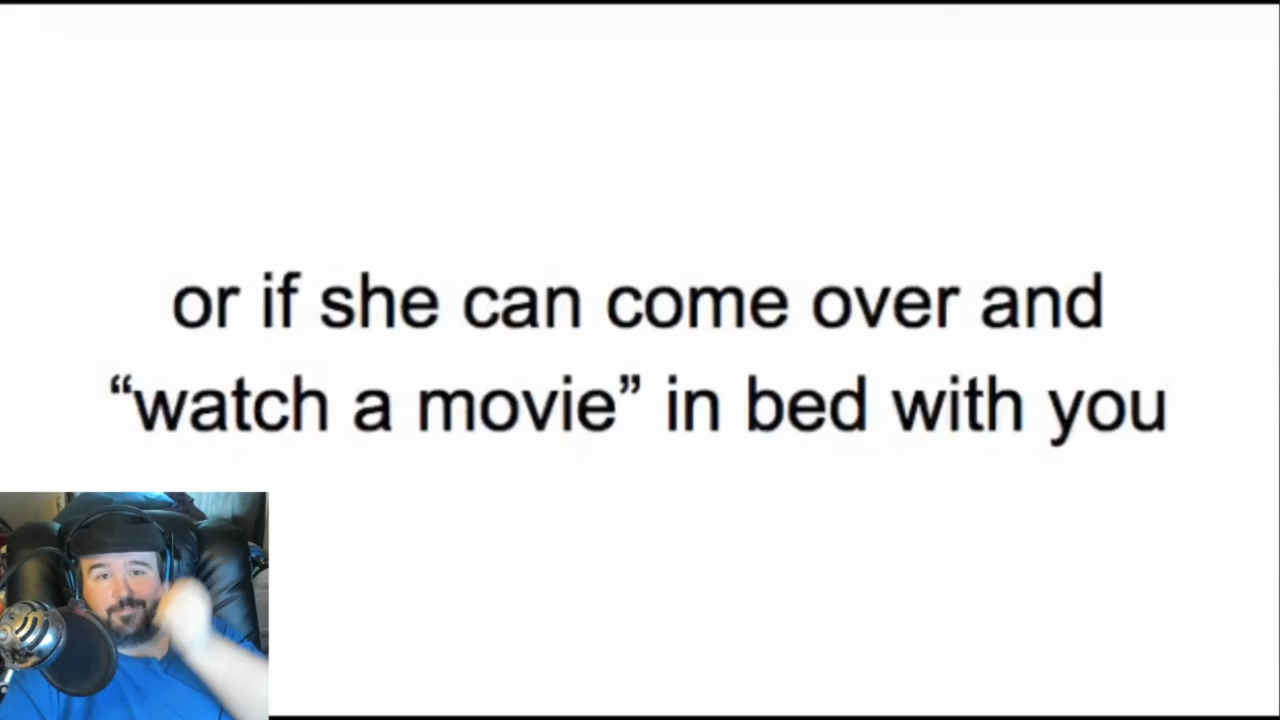 or if she can come over and
“watch a movie” in bed with you